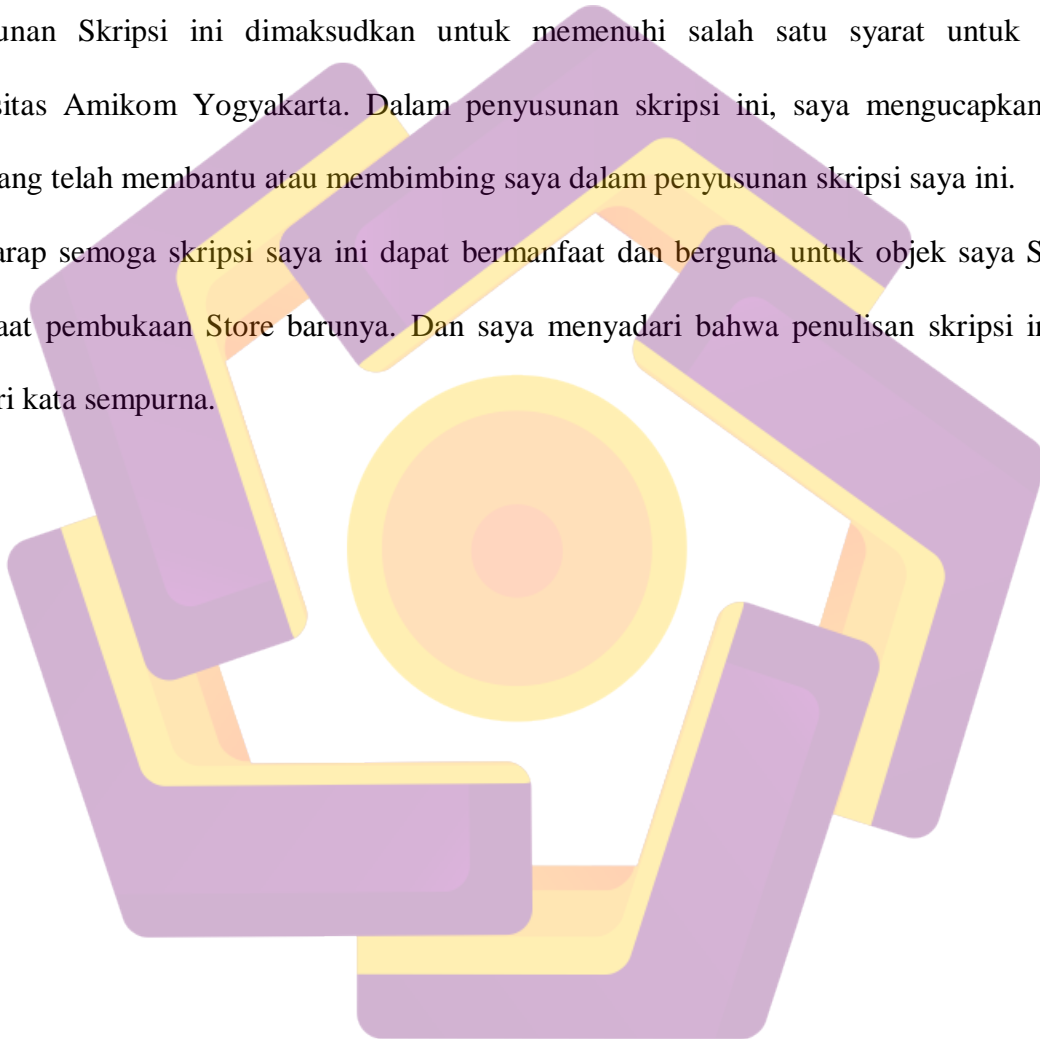 unan Skripsi ini dimaksudkan untuk memenuhi salah satu syarat untuk
sitas Amikom Yogyakarta. Dalam penyusunan skripsi ini, saya mengucapkan
ang telah membantu atau membimbing saya dalam penyusunan skripsi saya ini.
arap semoga skripsi saya ini dapat bermanfaat dan berguna untuk objek saya S
aat pembukaan Store barunya. Dan saya menyadari bahwa penulisan skripsi in
ri kata sempurna.